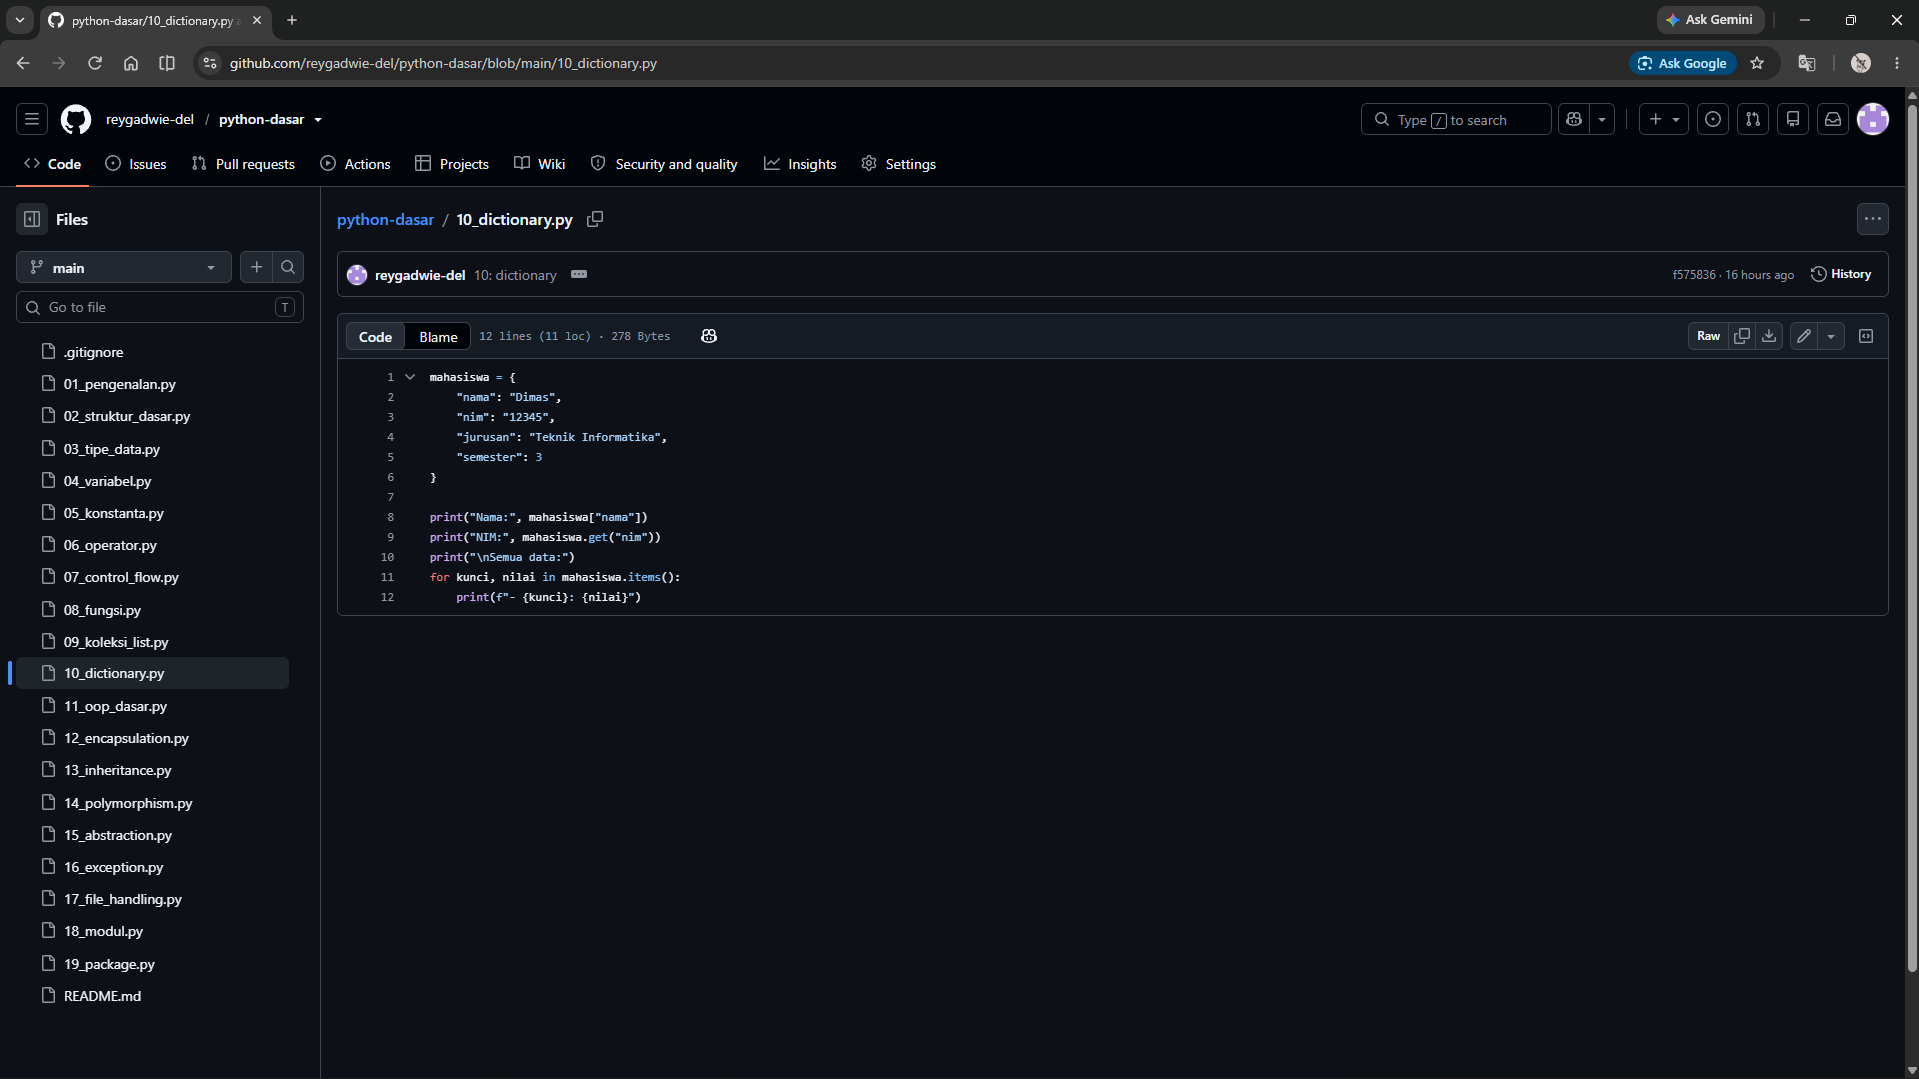 python-dasar/10_dictionary.py a
Ask Gemini
github.com/reygadwie-del/python-dasar/blob/main/10_dictionary.py
Ask Google
reygadwie-del / python-dasar
Type / to search
Code
Issues
Pull requests
Actions
Projects
Wiki
Security and quality
Insights
Settings
Files
main
Go to file
T
.gitignore
01_pengenalan.py
02_struktur_dasar.py
03_tipe_data.py
04_variabel.py
05_konstanta.py
06_operator.py
07_control_flow.py
08_fungsi.py
09_koleksi_list.py
10_dictionary.py
11_oop_dasar.py
12_encapsulation.py
13_inheritance.py
14_polymorphism.py
15_abstraction.py
16_exception.py
17_file_handling.py
18_modul.py
19_package.py
README.md
python-dasar / 10_dictionary.py
reygadwie-del 10: dictionary
f575836 · 16 hours ago
History
Code
Blame
12 lines (11 loc) · 278 Bytes
Raw
1 mahasiswa = {
2     "nama": "Dimas",
3     "nim": "12345",
4     "jurusan": "Teknik Informatika",
5     "semester": 3
6 }
7
8 print("Nama:", mahasiswa["nama"])
9 print("NIM:", mahasiswa.get("nim"))
10 print("\nSemua data:")
11 for kunci, nilai in mahasiswa.items():
12     print(f"- {kunci}: {nilai}")